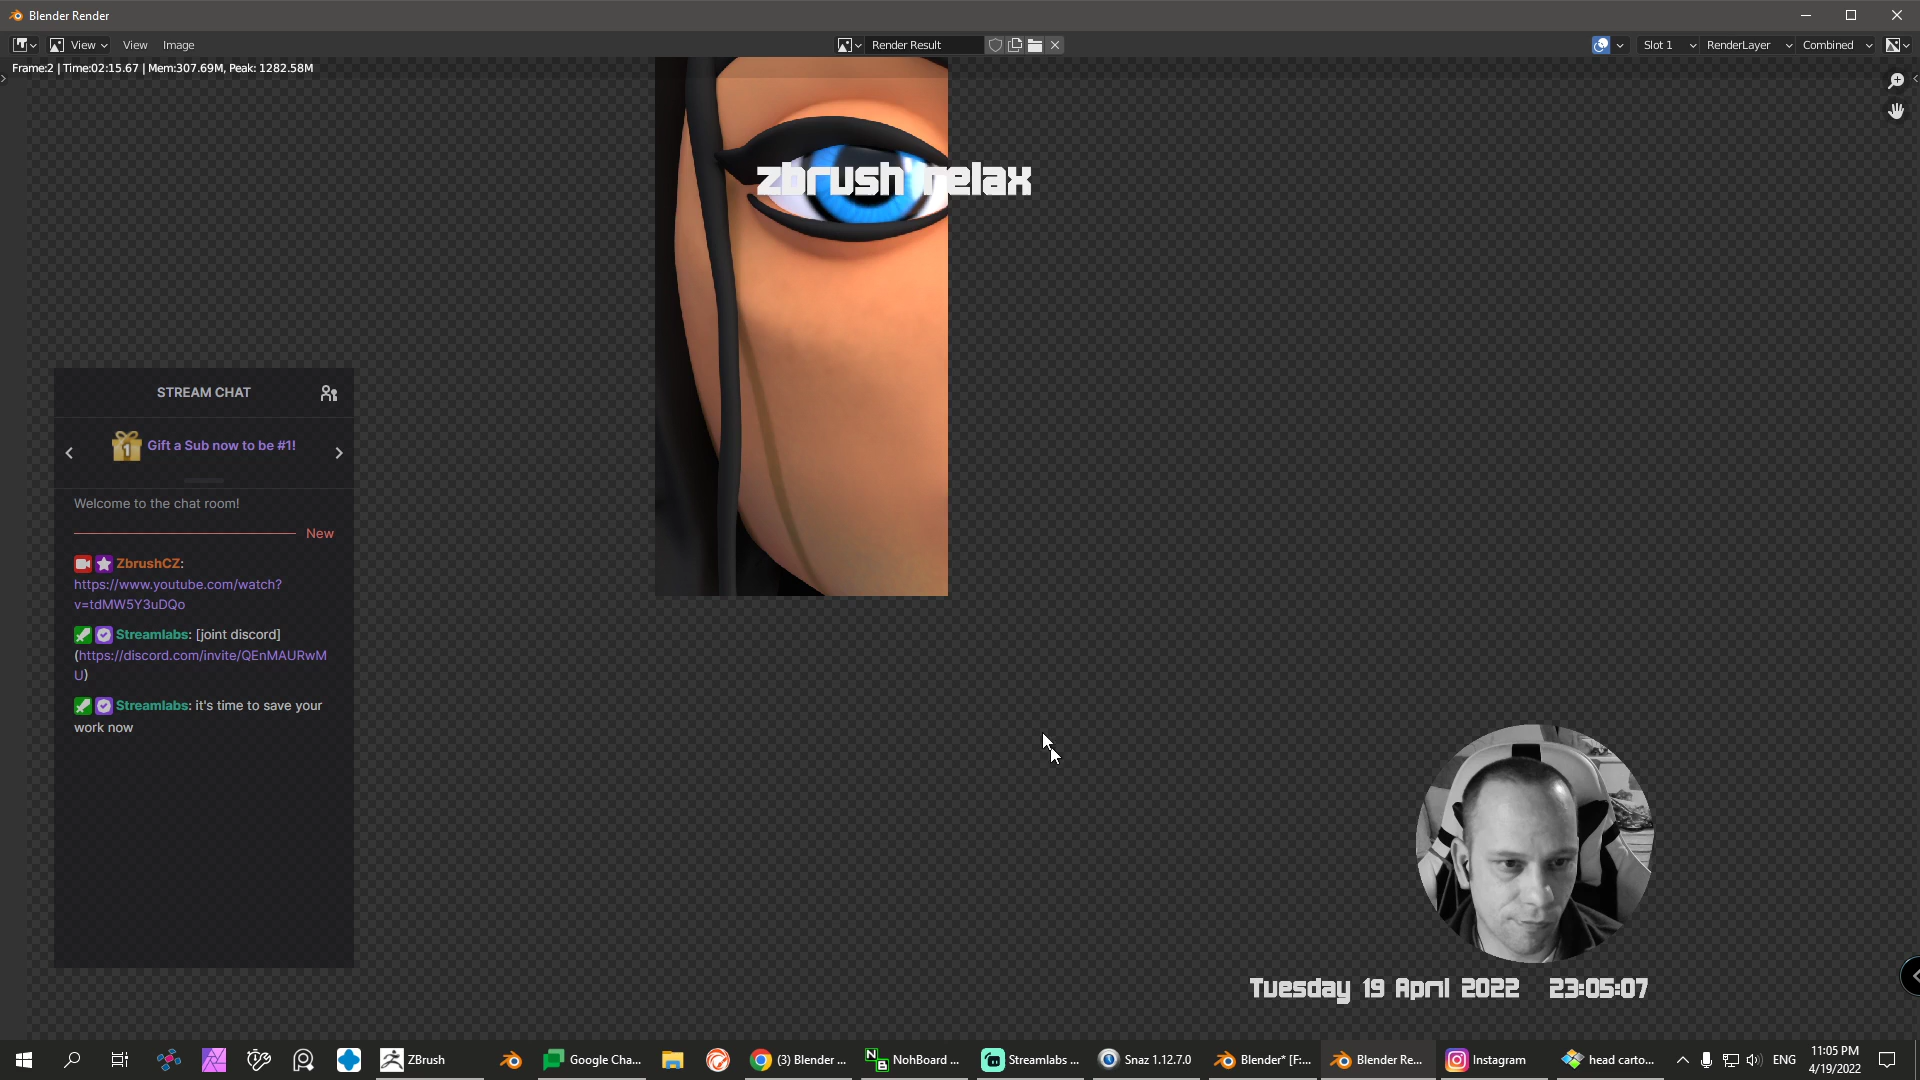 Blender Render
View
View
Image
Render Result
Slot 1
RenderLayer
Combined
Frame:2 | Time:02:15.67 | Mem:307.69M, Peak: 1282.58M
zbrush relax
STREAM CHAT
1
Gift a Sub now to be #1!
Welcome to the chat room!
New
ZbrushCZ:
https://www.youtube.com/watch?
v=tdMW5Y3uDQo
Streamlabs: [joint discord]
(https://discord.com/invite/QEnMAURwM
U)
Streamlabs: it's time to save your
work now
Tuesday 19 April 2022 23:05:07
ZBrush
Google Cha...
(3) Blender ...
NohBoard ...
Streamlabs ...
Snaz 1.12.7.0
Blender* [F:...
Blender Re...
Instagram
head carto...
ENG
11:05 PM
4/19/2022